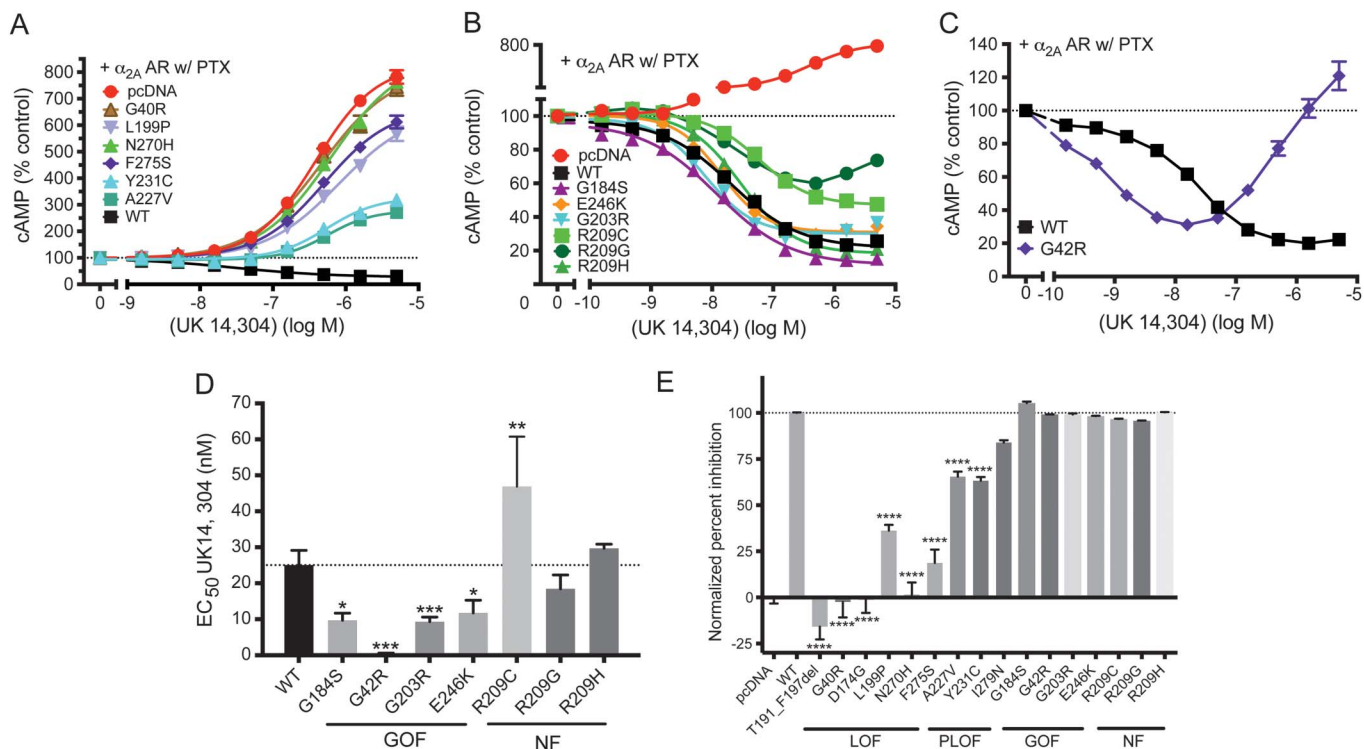 A
+ α2A AR w/ PTX
pcDNA
G40R
L199P
N270H
F275S
Y231C
A227V
WT
cAMP (% control)
800
700
600
500
400
300
200
100
0
0
-9
-8
-7
-6
-5
(UK 14,304) (log M)
B
+ α2A AR w/ PTX
pcDNA
WT
G184S
E246K
G203R
R209C
R209G
R209H
cAMP (% control)
800
100
80
60
40
20
0
0
-10
-9
-8
-7
-6
-5
(UK 14,304) (log M)
C
+ α2A AR w/ PTX
WT
G42R
cAMP (% control)
140
120
100
80
60
40
20
0
0
-10
-9
-8
-7
-6
-5
(UK 14,304) (log M)
D
EC50 UK14, 304 (nM)
70
60
50
40
30
20
10
0
*
***
***
*
**
WT
G184S
G42R
G203R
E246K
R209C
R209G
R209H
GOF
NF
E
Normalized percent inhibition
100
75
50
25
0
-25
****
****
****
****
****
****
****
****
pcDNA
WT
T191_F197del
G40R
D174G
L199P
N270H
F275S
A227V
Y231C
I279N
G184S
G42R
G203R
E246K
R209C
R209G
R209H
LOF
PLOF
GOF
NF